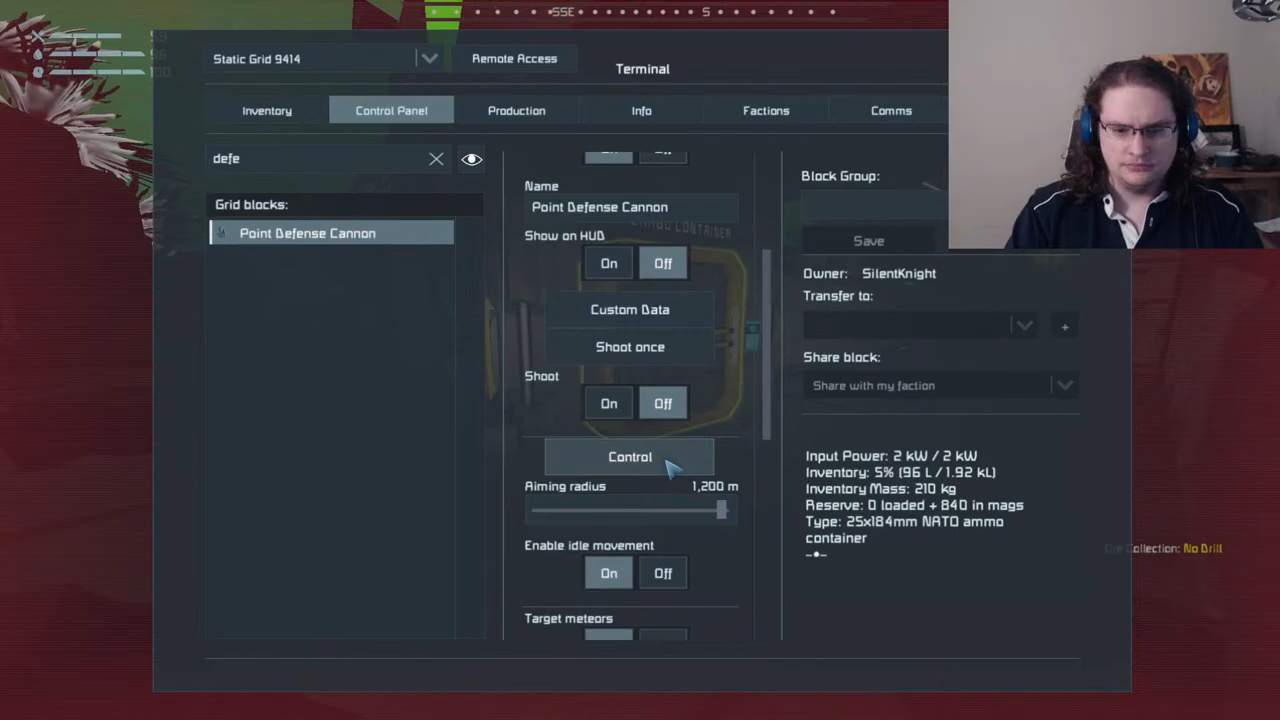 SSE
S
53
96
100
Static Grid 9414
Remote Access
Terminal
Inventory
Control Panel
Production
Info
Factions
Comms
defe
Grid blocks:
Point Defense Cannon
Name
Point Defense Cannon
Show on HUD
On
Off
Custom Data
Shoot once
Shoot
On
Off
Control
Aiming radius
1,200 m
Enable idle movement
On
Off
Target meteors
Block Group:
Save
Owner: SilentKnight
Transfer to:
+
Share block:
Share with my faction
Input Power: 2 kW / 2 kW
Inventory: 5% (96 L / 1.92 kL)
Inventory Mass: 210 kg
Reserve: 0 loaded + 840 in mags
Type: 25x184mm NATO ammo
container
Ore Collection: No Drill